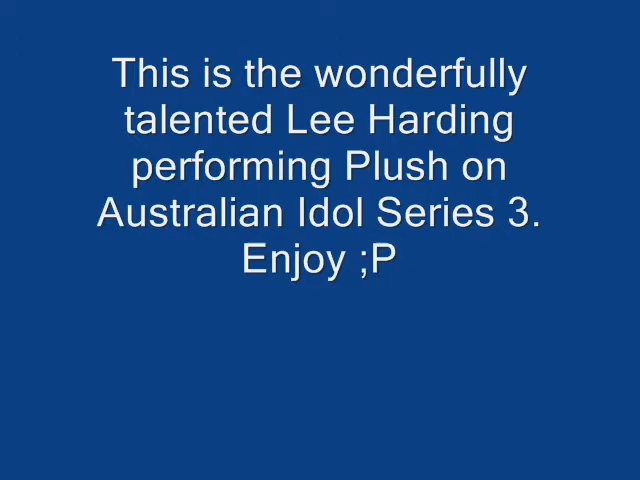 This is the wonderfully
talented Lee Harding
performing Plush on
Australian Idol Series 3.
Enjoy ;P